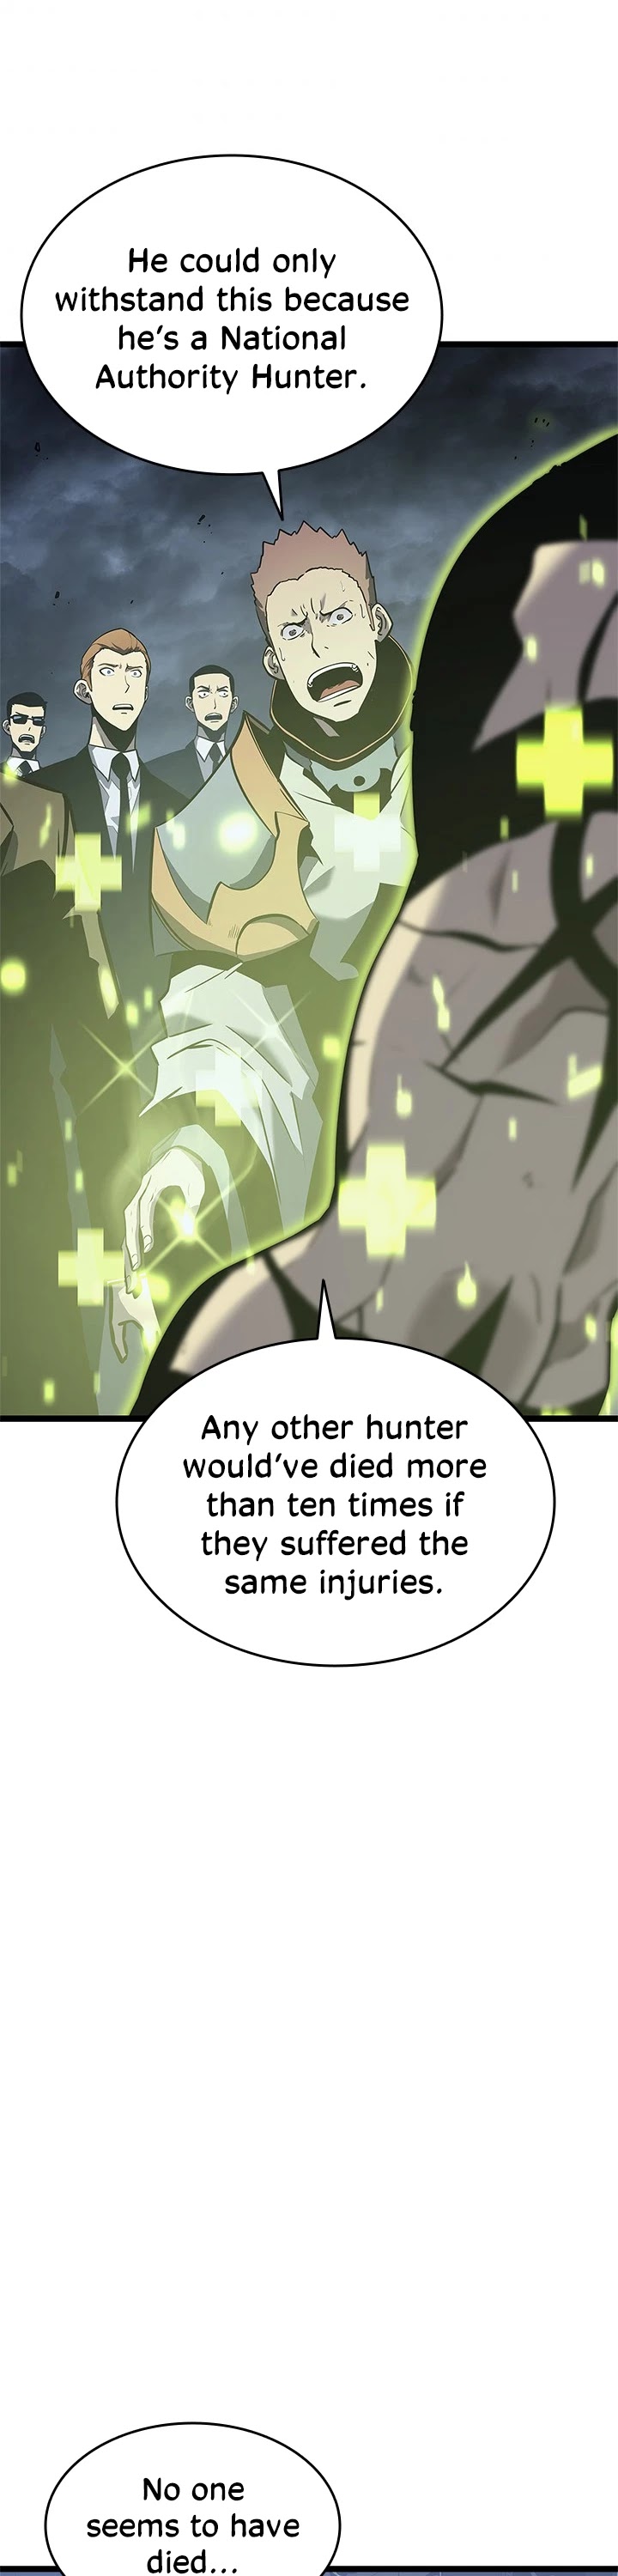 He could only
withstand this because
he's a National
Authority Hunter.
Any other hunter
would've died more
than ten times if
they suffered the
same injuries.
No one
seems to have
died...